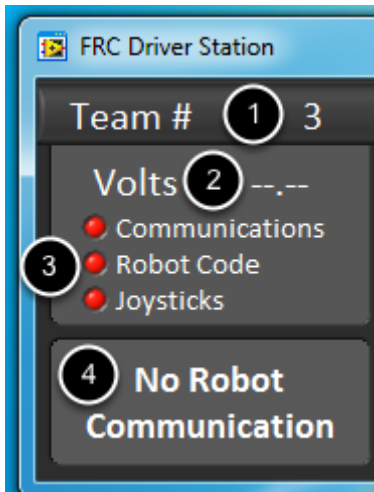 FRC Driver Station
Team # 1 3
Volts 2 --.--
Communications
3 Robot Code
Joysticks
4 No Robot
Communication